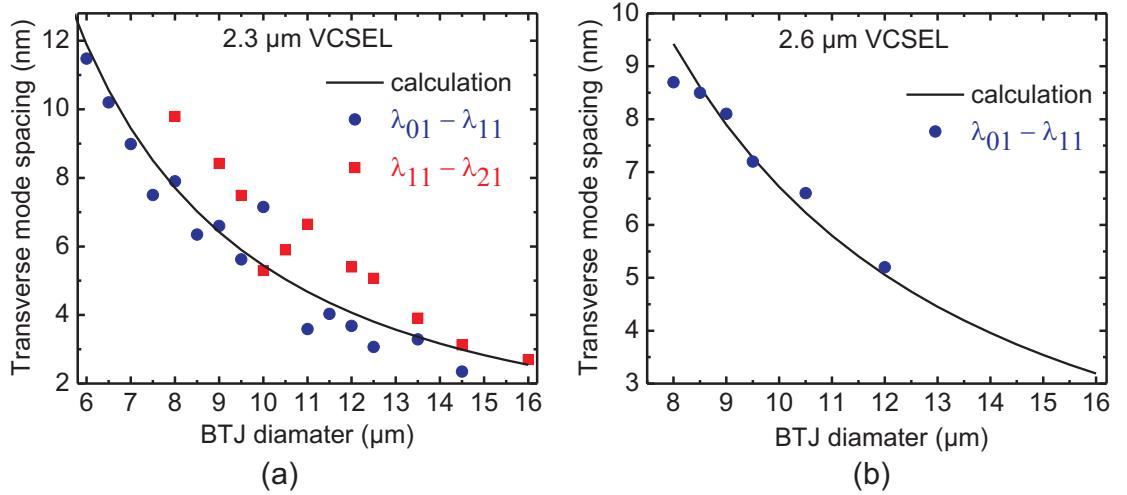 2.3 µm VCSEL
calculation
λ01 − λ11
λ11 − λ21
Transverse mode spacing (nm)
12
10
8
6
4
2
6 7 8 9 10 11 12 13 14 15 16
BTJ diamater (µm)
(a)
2.6 µm VCSEL
calculation
λ01 − λ11
Transverse mode spacing (nm)
10
9
8
7
6
5
4
3
8 9 10 11 12 13 14 15 16
BTJ diamater (µm)
(b)